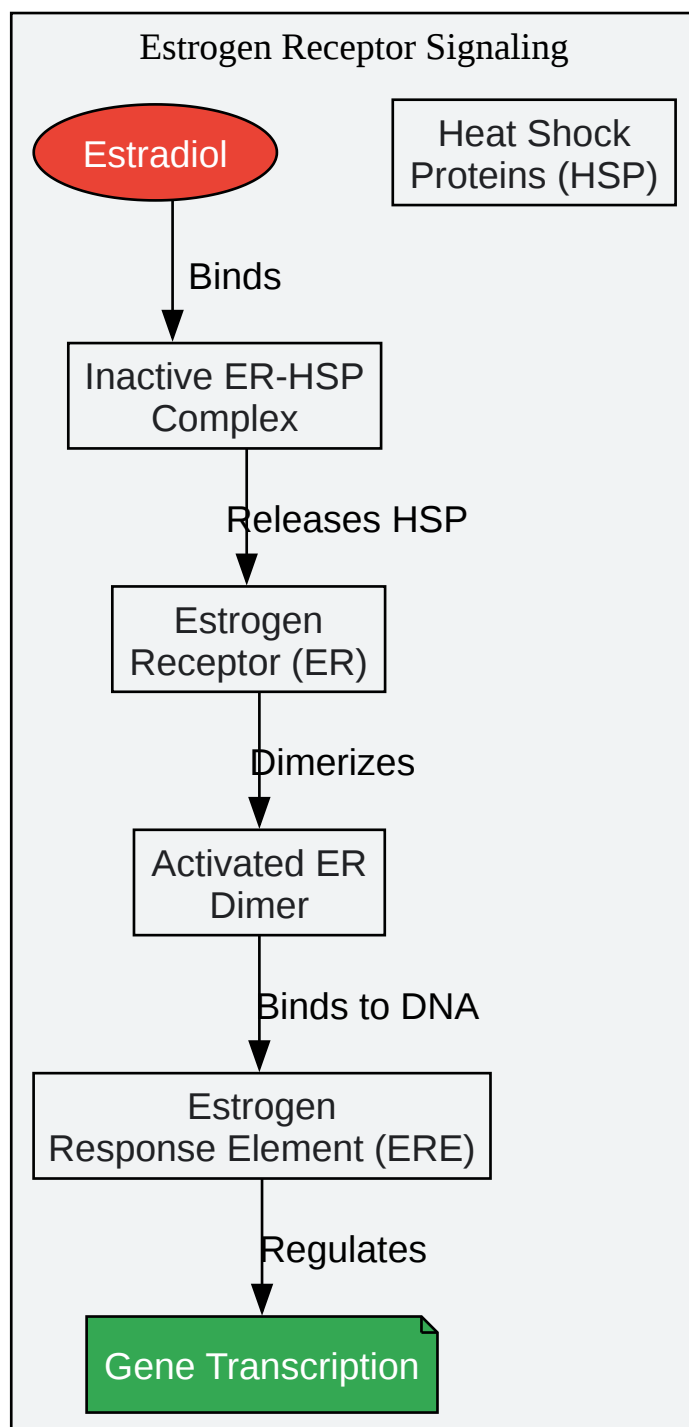 Estrogen Receptor Signaling
Estradiol
Heat Shock
Proteins (HSP)
Binds
Inactive ER-HSP
Complex
Releases HSP
Estrogen
Receptor (ER)
Dimerizes
Activated ER
Dimer
Binds to DNA
Estrogen
Response Element (ERE)
Regulates
Gene Transcription